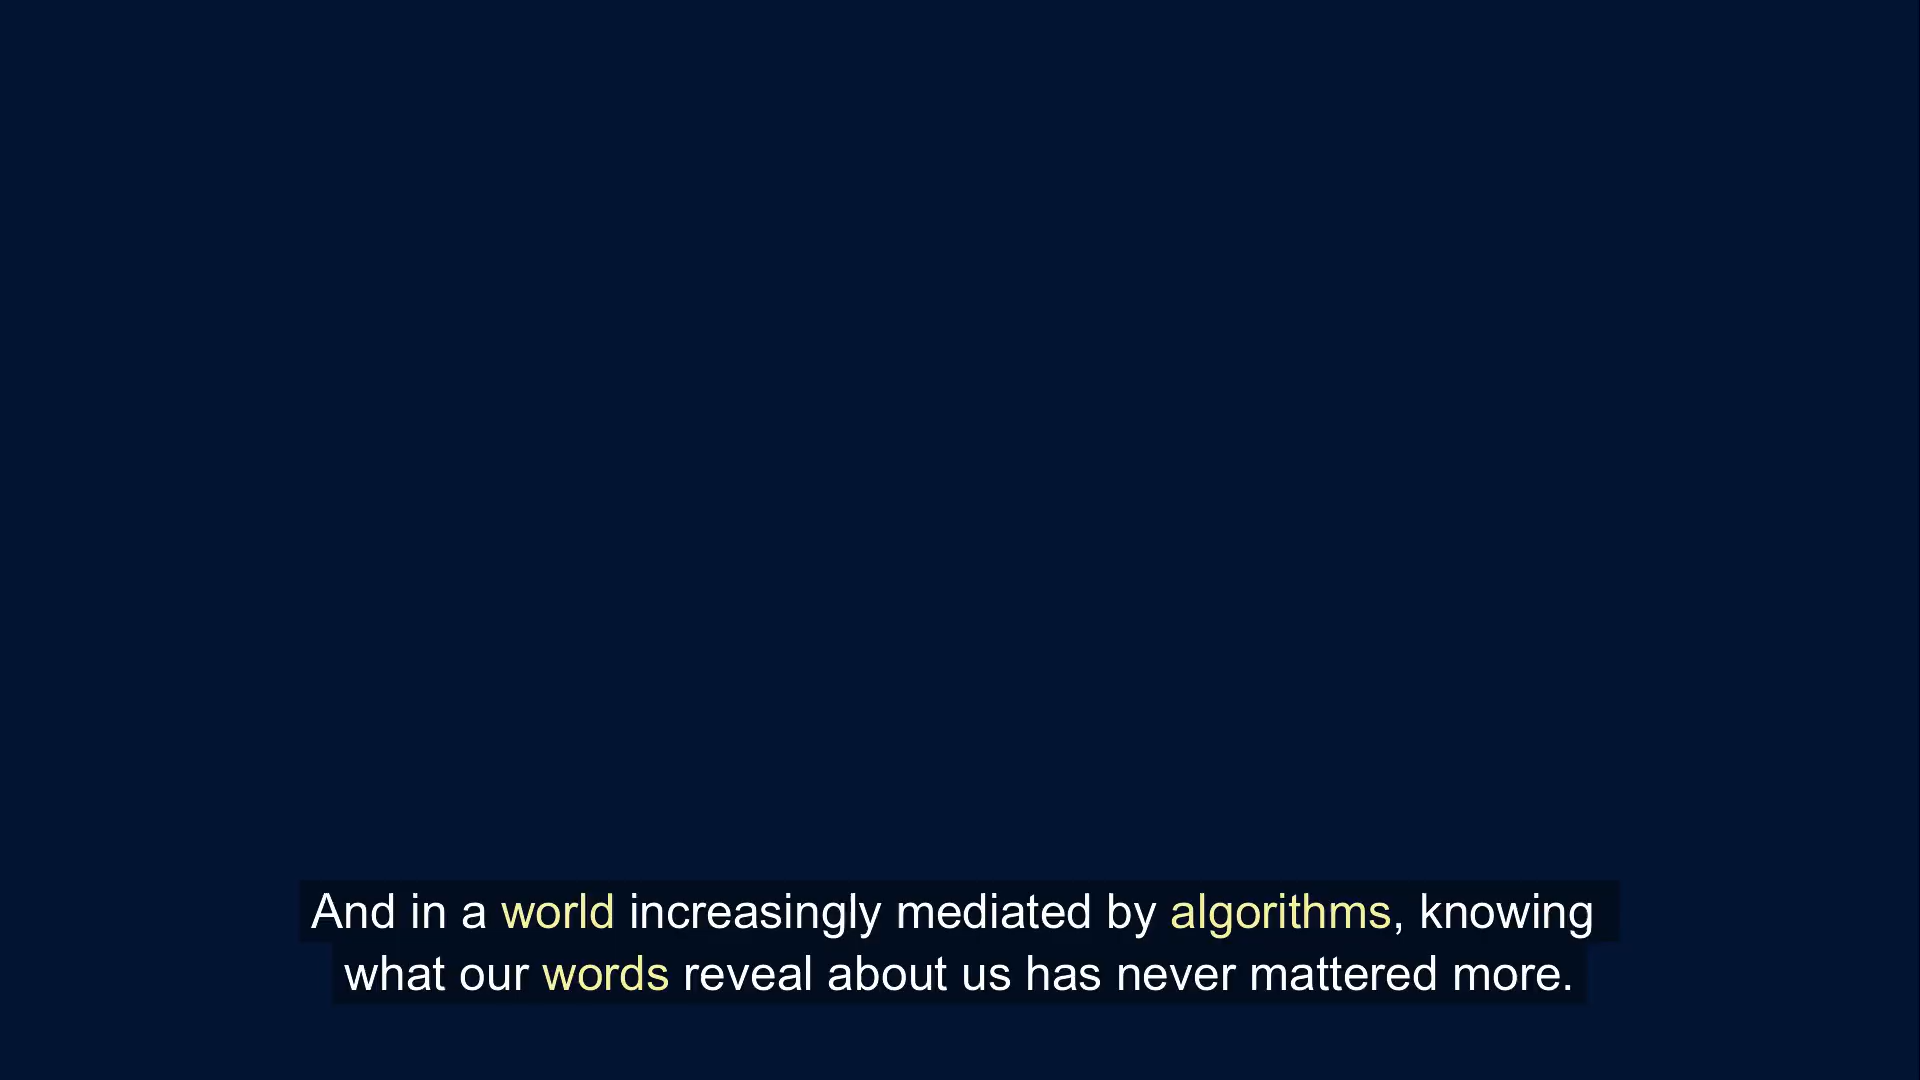 And in a world increasingly mediated by algorithms, knowing
what our words reveal about us has never mattered more.